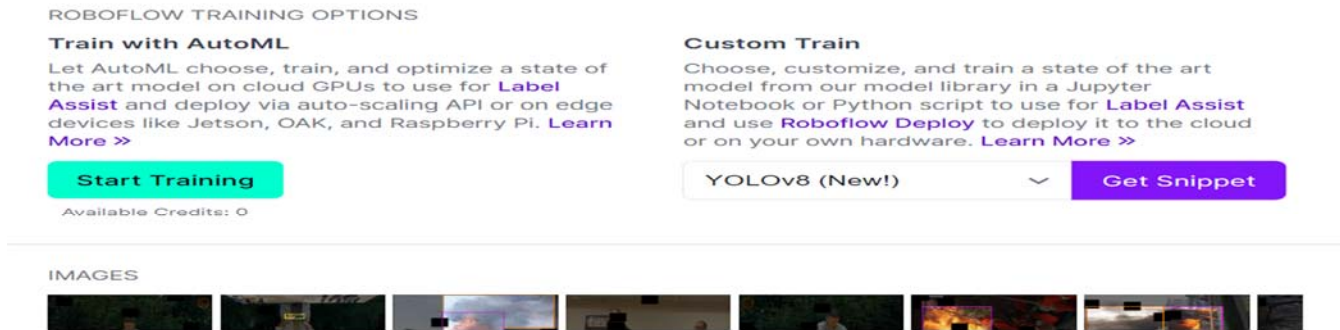 ROBOFLOW TRAINING OPTIONS
Train with AutoML
Let AutoML choose, train, and optimize a state of
the art model on cloud GPUs to use for Label
Assist and deploy via auto-scaling API or on edge
devices like Jetson, OAK, and Raspberry Pi. Learn
More »
Start Training
Available Credits: 0
Custom Train
Choose, customize, and train a state of the art
model from our model library in a Jupyter
Notebook or Python script to use for Label Assist
and use Roboflow Deploy to deploy it to the cloud
or on your own hardware. Learn More »
YOLOv8 (New!)
Get Snippet
IMAGES